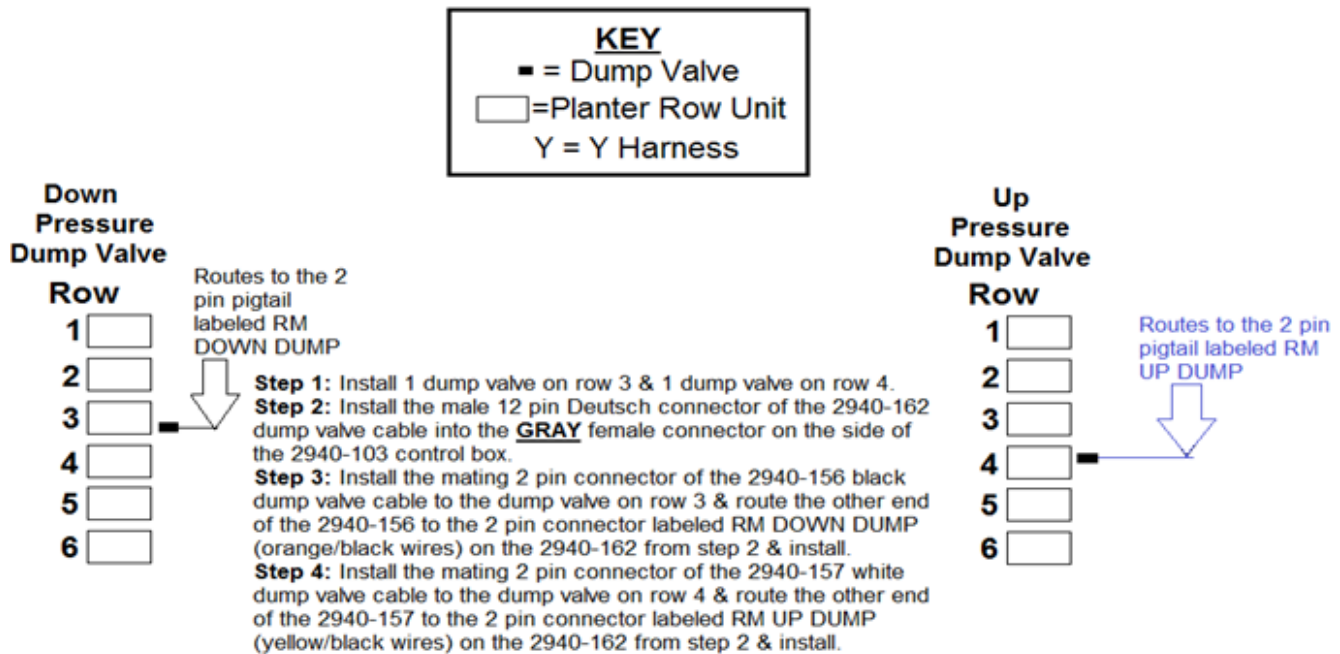 KEY
▬ = Dump Valve
=Planter Row Unit
Y = Y Harness
Down
Pressure
Dump Valve
Row
1
2
3
4
5
6
Routes to the 2
pin pigtail
labeled RM
DOWN DUMP
Step 1: Install 1 dump valve on row 3 & 1 dump valve on row 4.
Step 2: Install the male 12 pin Deutsch connector of the 2940-162
dump valve cable into the GRAY female connector on the side of
the 2940-103 control box.
Step 3: Install the mating 2 pin connector of the 2940-156 black
dump valve cable to the dump valve on row 3 & route the other end
of the 2940-156 to the 2 pin connector labeled RM DOWN DUMP
(orange/black wires) on the 2940-162 from step 2 & install.
Step 4: Install the mating 2 pin connector of the 2940-157 white
dump valve cable to the dump valve on row 4 & route the other end
of the 2940-157 to the 2 pin connector labeled RM UP DUMP
(yellow/black wires) on the 2940-162 from step 2 & install.
Up
Pressure
Dump Valve
Row
1
2
3
4
5
6
Routes to the 2 pin
pigtail labeled RM
UP DUMP